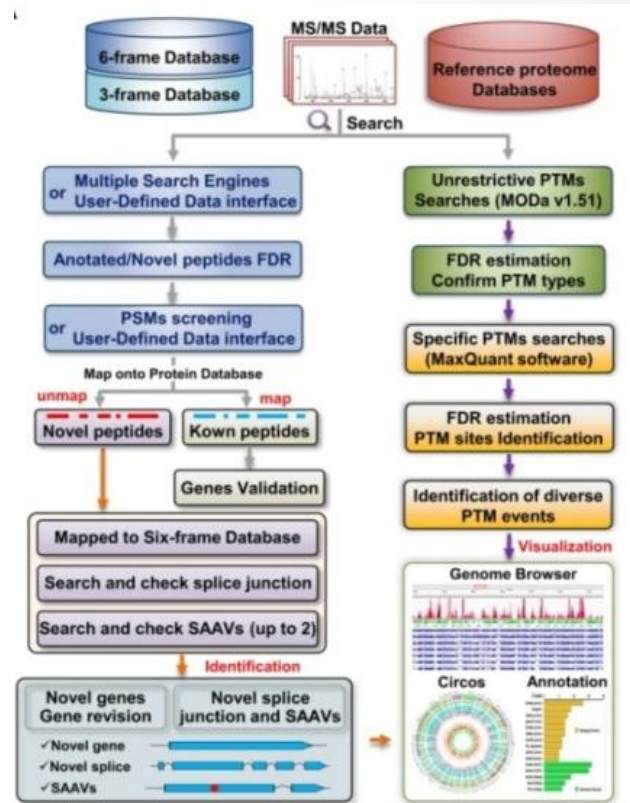 6-frame Database
3-frame Database
MS/MS Data
Reference proteome
Databases
Search
or Multiple Search Engines
User-Defined Data interface
Anotated/Novel peptides FDR
or PSMs screening
User-Defined Data interface
Map onto Protein Database
unmap
map
Novel peptides
Kown peptides
Genes Validation
Mapped to Six-frame Database
Search and check splice junction
Search and check SAAVs (up to 2)
Identification
Novel genes
Gene revision
Novel splice
junction and SAAVs
✓Novel gene
✓Novel splice
✓SAAVs
Unrestrictive PTMs
Searches (MODa v1.51)
FDR estimation
Confirm PTM types
Specific PTMs searches
(MaxQuant software)
FDR estimation
PTM sites Identification
Identification of diverse
PTM events
Visualization
Genome Browser
Circos
Annotation